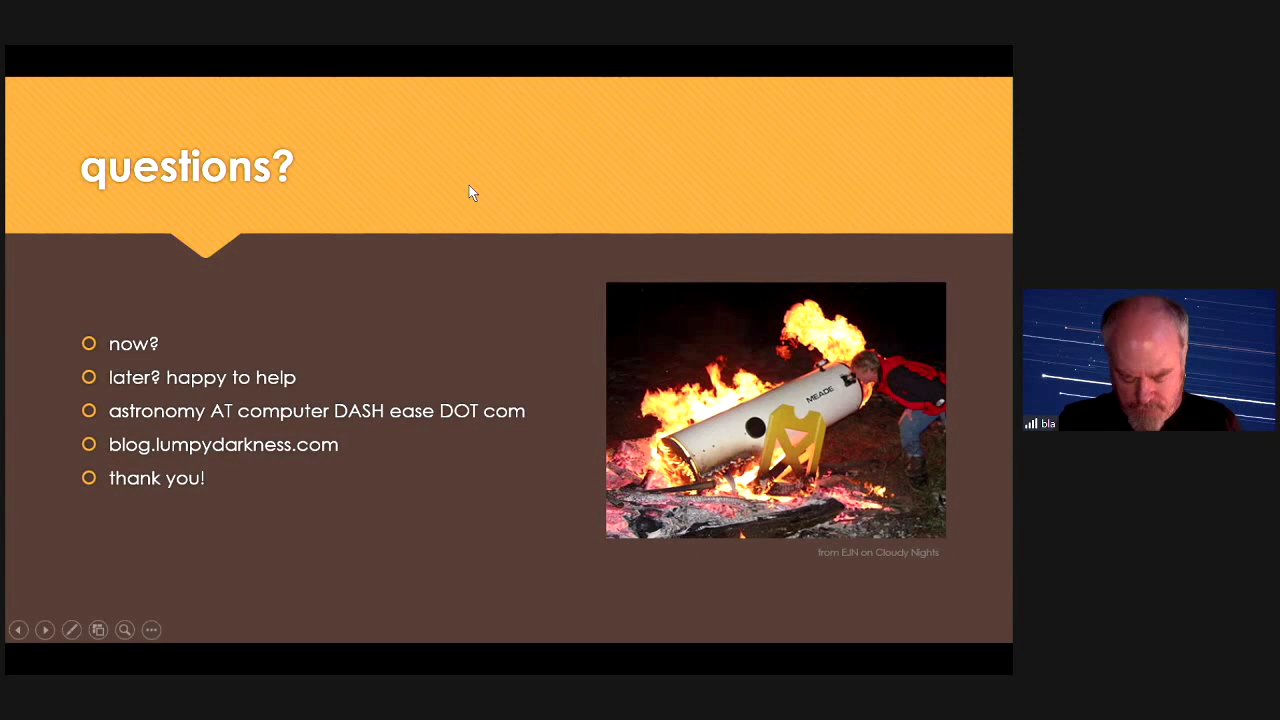 questions?
now?
later? happy to help
astronomy AT computer DASH ease DOT com
blog.lumpydarkness.com
thank you!
MEADE
from EJN on Cloudy Nights
bla